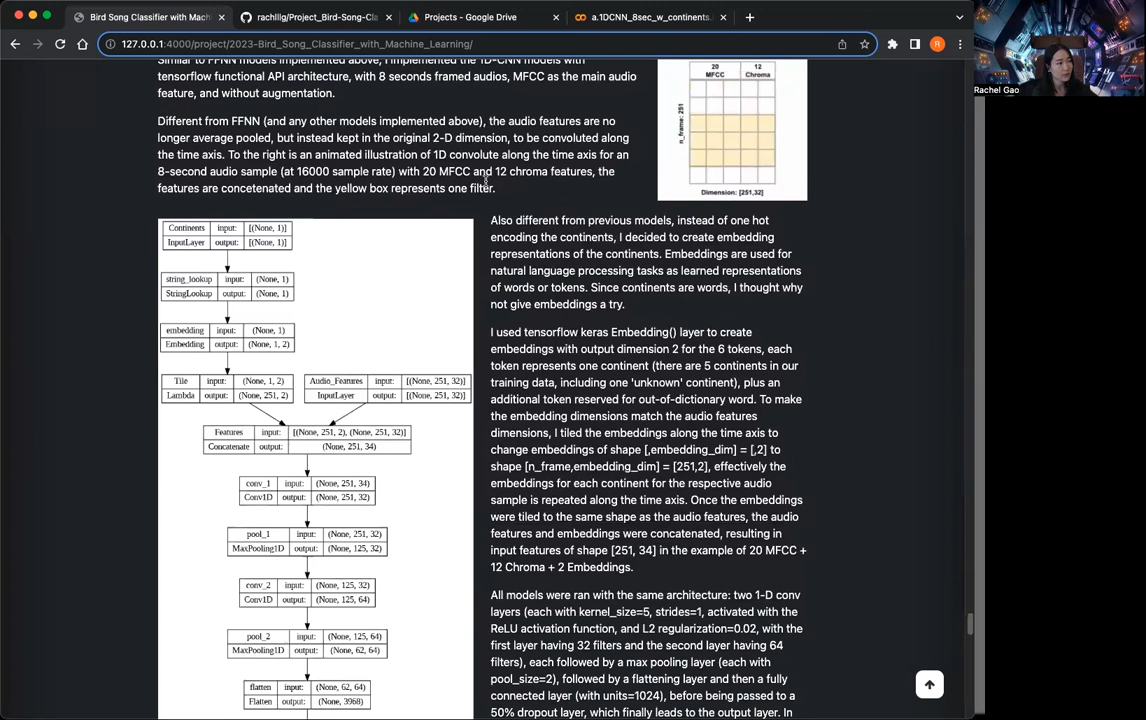 Bird Song Classifier with Mach
rachllg/Project_Bird-Song-Cla
Projects - Google Drive
a.1DCNN_8sec_w_continents.
127.0.0.1:4000/project/2023-Bird_Song_Classifier_with_Machine_Learning/
R
Rachel Gao
Similar to FFNN models implemented above, I implemented the 1D-CNN models with
tensorflow functional API architecture, with 8 seconds framed audios, MFCC as the main audio
feature, and without augmentation.
Different from FFNN (and any other models implemented above), the audio features are no
longer average pooled, but instead kept in the original 2-D dimension, to be convoluted along
the time axis. To the right is an animated illustration of 1D convolute along the time axis for an
8-second audio sample (at 16000 sample rate) with 20 MFCC and 12 chroma features, the
features are concetenated and the yellow box represents one filter.
20 12
MFCC Chroma
n_frame: 251
Dimension: [251,32]
Continents input: [(None, 1)]
InputLayer output: [(None, 1)]
string_lookup input: (None, 1)
StringLookup output: (None, 1)
embedding input: (None, 1)
Embedding output: (None, 1, 2)
Tile input: (None, 1, 2)
Lambda output: (None, 251, 2)
Audio_Features input: [(None, 251, 32)]
InputLayer output: [(None, 251, 32)]
Features input: [(None, 251, 2), (None, 251, 32)]
Concatenate output: (None, 251, 34)
conv_1 input: (None, 251, 34)
Conv1D output: (None, 251, 32)
pool_1 input: (None, 251, 32)
MaxPooling1D output: (None, 125, 32)
conv_2 input: (None, 125, 32)
Conv1D output: (None, 125, 64)
pool_2 input: (None, 125, 64)
MaxPooling1D output: (None, 62, 64)
flatten input: (None, 62, 64)
Flatten output: (None, 3968)
Also different from previous models, instead of one hot
encoding the continents, I decided to create embedding
representations of the continents. Embeddings are used for
natural language processing tasks as learned representations
of words or tokens. Since continents are words, I thought why
not give embeddings a try.
I used tensorflow keras Embedding() layer to create
embeddings with output dimension 2 for the 6 tokens, each
token represents one continent (there are 5 continents in our
training data, including one 'unknown' continent), plus an
additional token reserved for out-of-dictionary word. To make
the embedding dimensions match the audio features
dimensions, I tiled the embeddings along the time axis to
change embeddings of shape [,embedding_dim] = [,2] to
shape [n_frame,embedding_dim] = [251,2], effectively the
embeddings for each continent for the respective audio
sample is repeated along the time axis. Once the embeddings
were tiled to the same shape as the audio features, the audio
features and embeddings were concatenated, resulting in
input features of shape [251, 34] in the example of 20 MFCC +
12 Chroma + 2 Embeddings.
All models were ran with the same architecture: two 1-D conv
layers (each with kernel_size=5, strides=1, activated with the
ReLU activation function, and L2 regularization=0.02, with the
first layer having 32 filters and the second layer having 64
filters), each followed by a max pooling layer (each with
pool_size=2), followed by a flattening layer and then a fully
connected layer (with units=1024), before being passed to a
50% dropout layer, which finally leads to the output layer. In